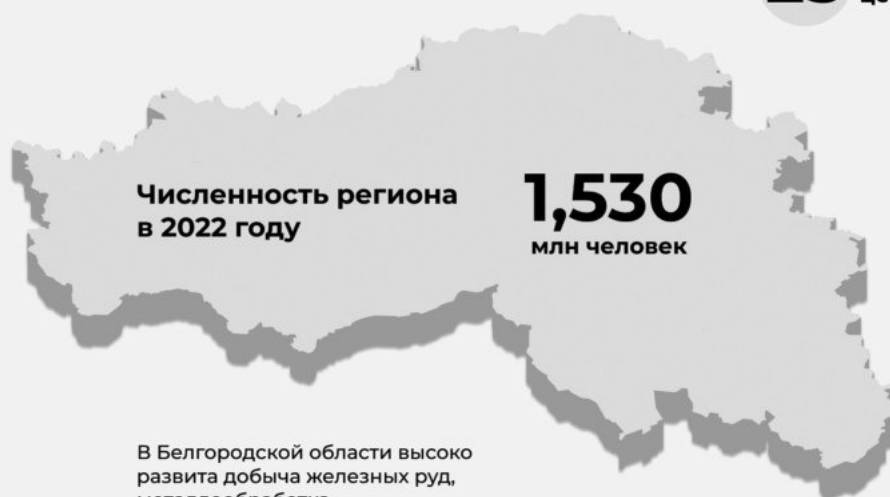 Численность региона
в 2022 году
1,530
млн человек
В Белгородской области высоко
развита добыча железных руд,